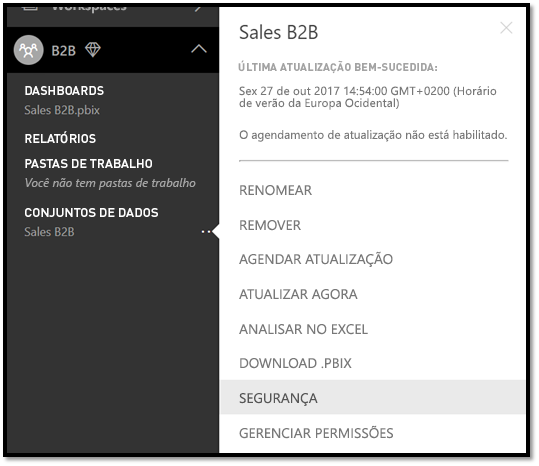 Workspaces
B2B
DASHBOARDS
Sales B2B.pbix
RELATÓRIOS
PASTAS DE TRABALHO
Você não tem pastas de trabalho
CONJUNTOS DE DADOS
Sales B2B
Sales B2B
ÚLTIMA ATUALIZAÇÃO BEM-SUCEDIDA:
Sex 27 de out 2017 14:54:00 GMT+0200 (Horário
de verão da Europa Ocidental)
O agendamento de atualização não está habilitado.
RENOMEAR
REMOVER
AGENDAR ATUALIZAÇÃO
ATUALIZAR AGORA
ANALISAR NO EXCEL
DOWNLOAD .PBIX
SEGURANÇA
GERENCIAR PERMISSÕES